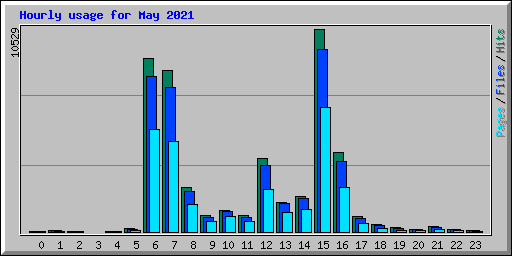 Hourly usage for May 2021
10529
Pages/Files/Hits
0 1 2 3 4 5 6 7 8 9 10 11 12 13 14 15 16 17 18 19 20 21 22 23